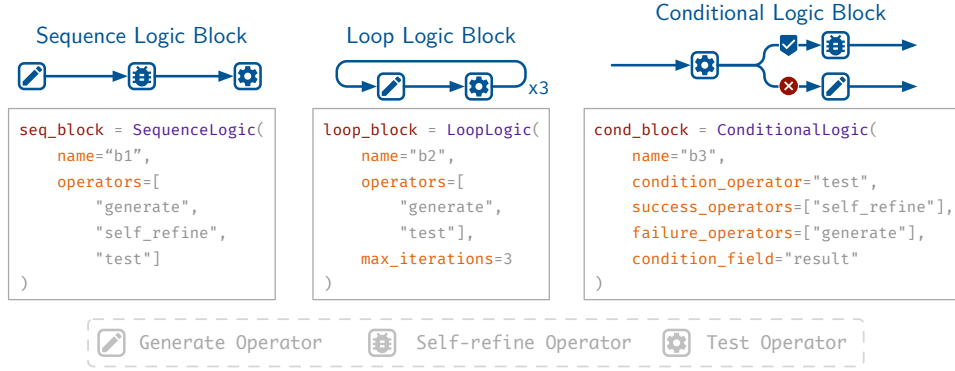 Sequence Logic Block
seq_block = SequenceLogic(
    name=“b1”,
    operators=[
        "generate",
        "self_refine",
        "test"]
)
Loop Logic Block
x3
loop_block = LoopLogic(
    name="b2",
    operators=[
        "generate",
        "test"],
    max_iterations=3
)
Conditional Logic Block
cond_block = ConditionalLogic(
    name="b3",
    condition_operator="test",
    success_operators=["self_refine"],
    failure_operators=["generate"],
    condition_field="result"
)
Generate Operator Self-refine Operator Test Operator